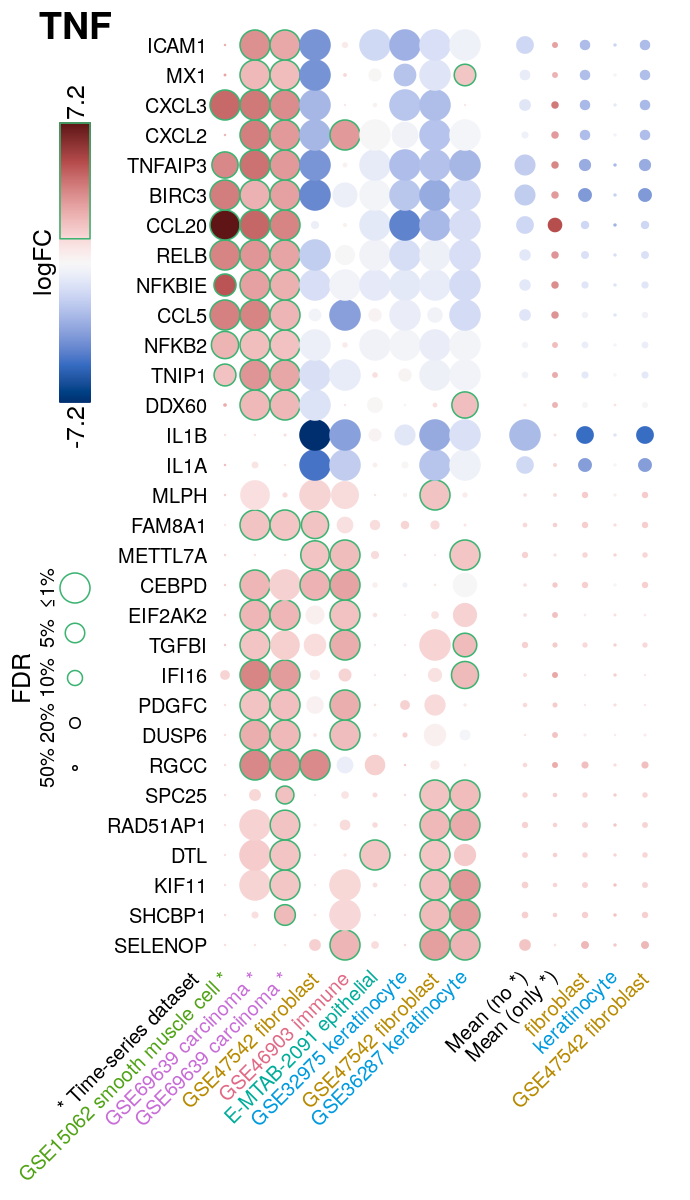 TNF
7.2
logFC
-7.2
FDR
50% 20% 10% 5% ≤1%
ICAM1
MX1
CXCL3
CXCL2
TNFAIP3
BIRC3
CCL20
RELB
NFKBIE
CCL5
NFKB2
TNIP1
DDX60
IL1B
IL1A
MLPH
FAM8A1
METTL7A
CEBPD
EIF2AK2
TGFBI
IFI16
PDGFC
DUSP6
RGCC
SPC25
RAD51AP1
DTL
KIF11
SHCBP1
SELENOP
* Time-series dataset
GSE15062 smooth muscle cell *
GSE69639 carcinoma *
GSE69639 carcinoma *
GSE47542 fibroblast
GSE46903 immune
E-MTAB-2091 epithelial
GSE32975 keratinocyte
GSE47542 fibroblast
GSE36287 keratinocyte
Mean (no *)
Mean (only *)
fibroblast
keratinocyte
GSE47542 fibroblast